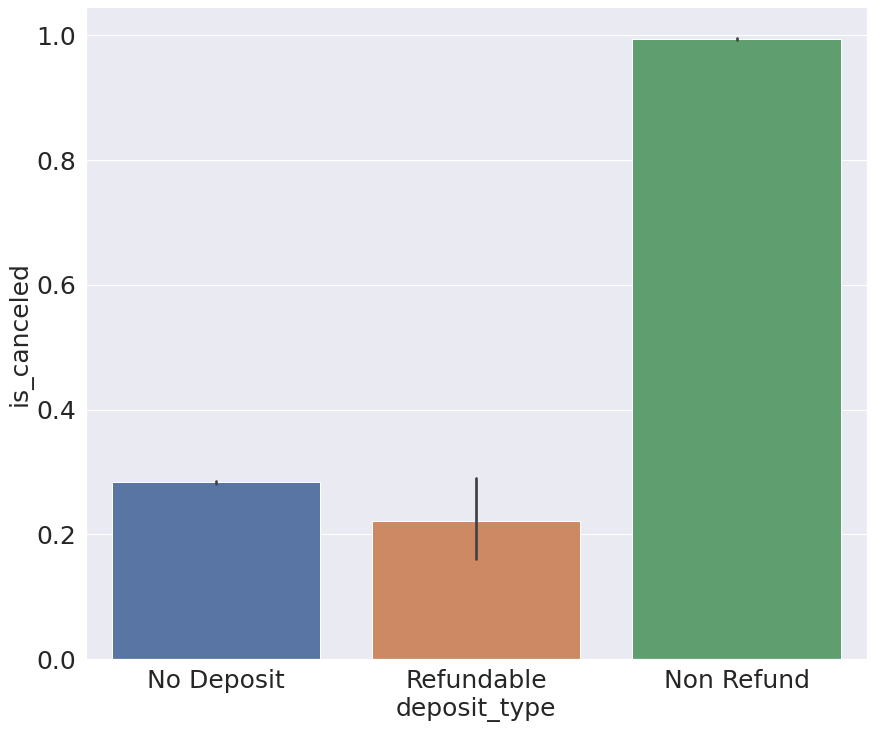 1.0
0.8
0.6
0.4
0.2
0.0
is_canceled
No Deposit
Refundable
Non Refund
deposit_type